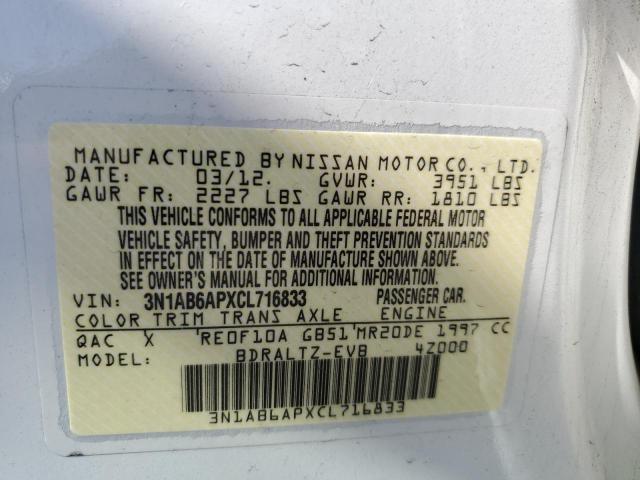 MANUFACTURED BY NISSAN MOTOR CO., LTD.
DATE: 03/12. GVWR: 3951 LBS
GAWR FR: 2227 LBS GAWR RR: 1810 LBS
THIS VEHICLE CONFORMS TO ALL APPLICABLE FEDERAL MOTOR
VEHICLE SAFETY, BUMPER AND THEFT PREVENTION STANDARDS
IN EFFECT ON THE DATE OF MANUFACTURE SHOWN ABOVE.
SEE OWNER'S MANUAL FOR ADDITIONAL INFORMATION.
VIN: 3N1AB6APXCL716833 PASSENGER CAR.
COLOR TRIM TRANS AXLE ENGINE
QAC X RE0F10A GB51 MR20DE 1997 CC
MODEL: BDRALTZ-EVB 4Z000
3N1AB6APXCL716833